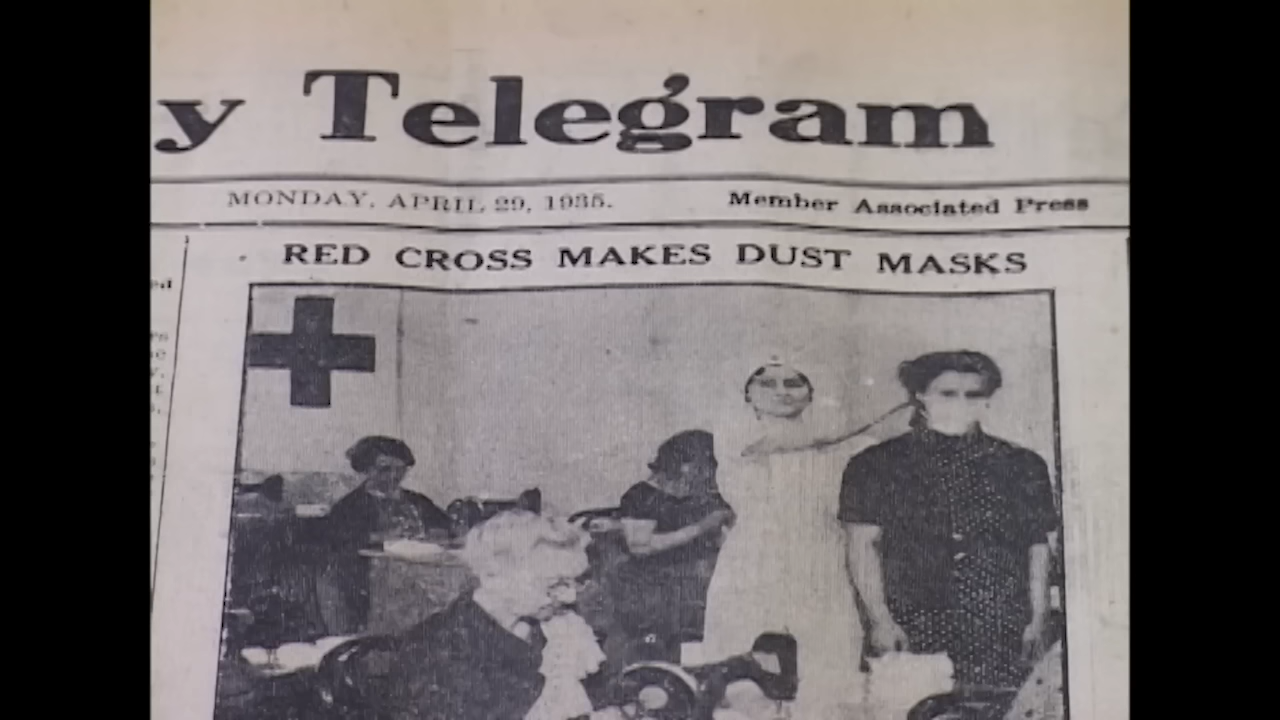 y Telegram
MONDAY, APRIL 29, 1935. Member Associated Press
RED CROSS MAKES DUST MASKS